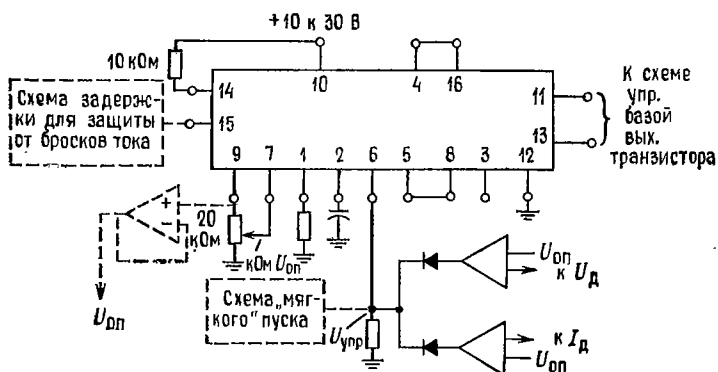 +10 к 30 В
10 кОм
10
4
16
14
15
11
13
Схема задерж-
ки для защиты
от бросков тока
К схеме
упр.
базой
вых.
транзистора
9
7
1
2
6
5
8
3
12
+
-
20
кОм
кОм Uоп
Uоп
Схема „мяг-
кого" пуска
Uупр
Uоп
к Uд
к Iд
Uоп